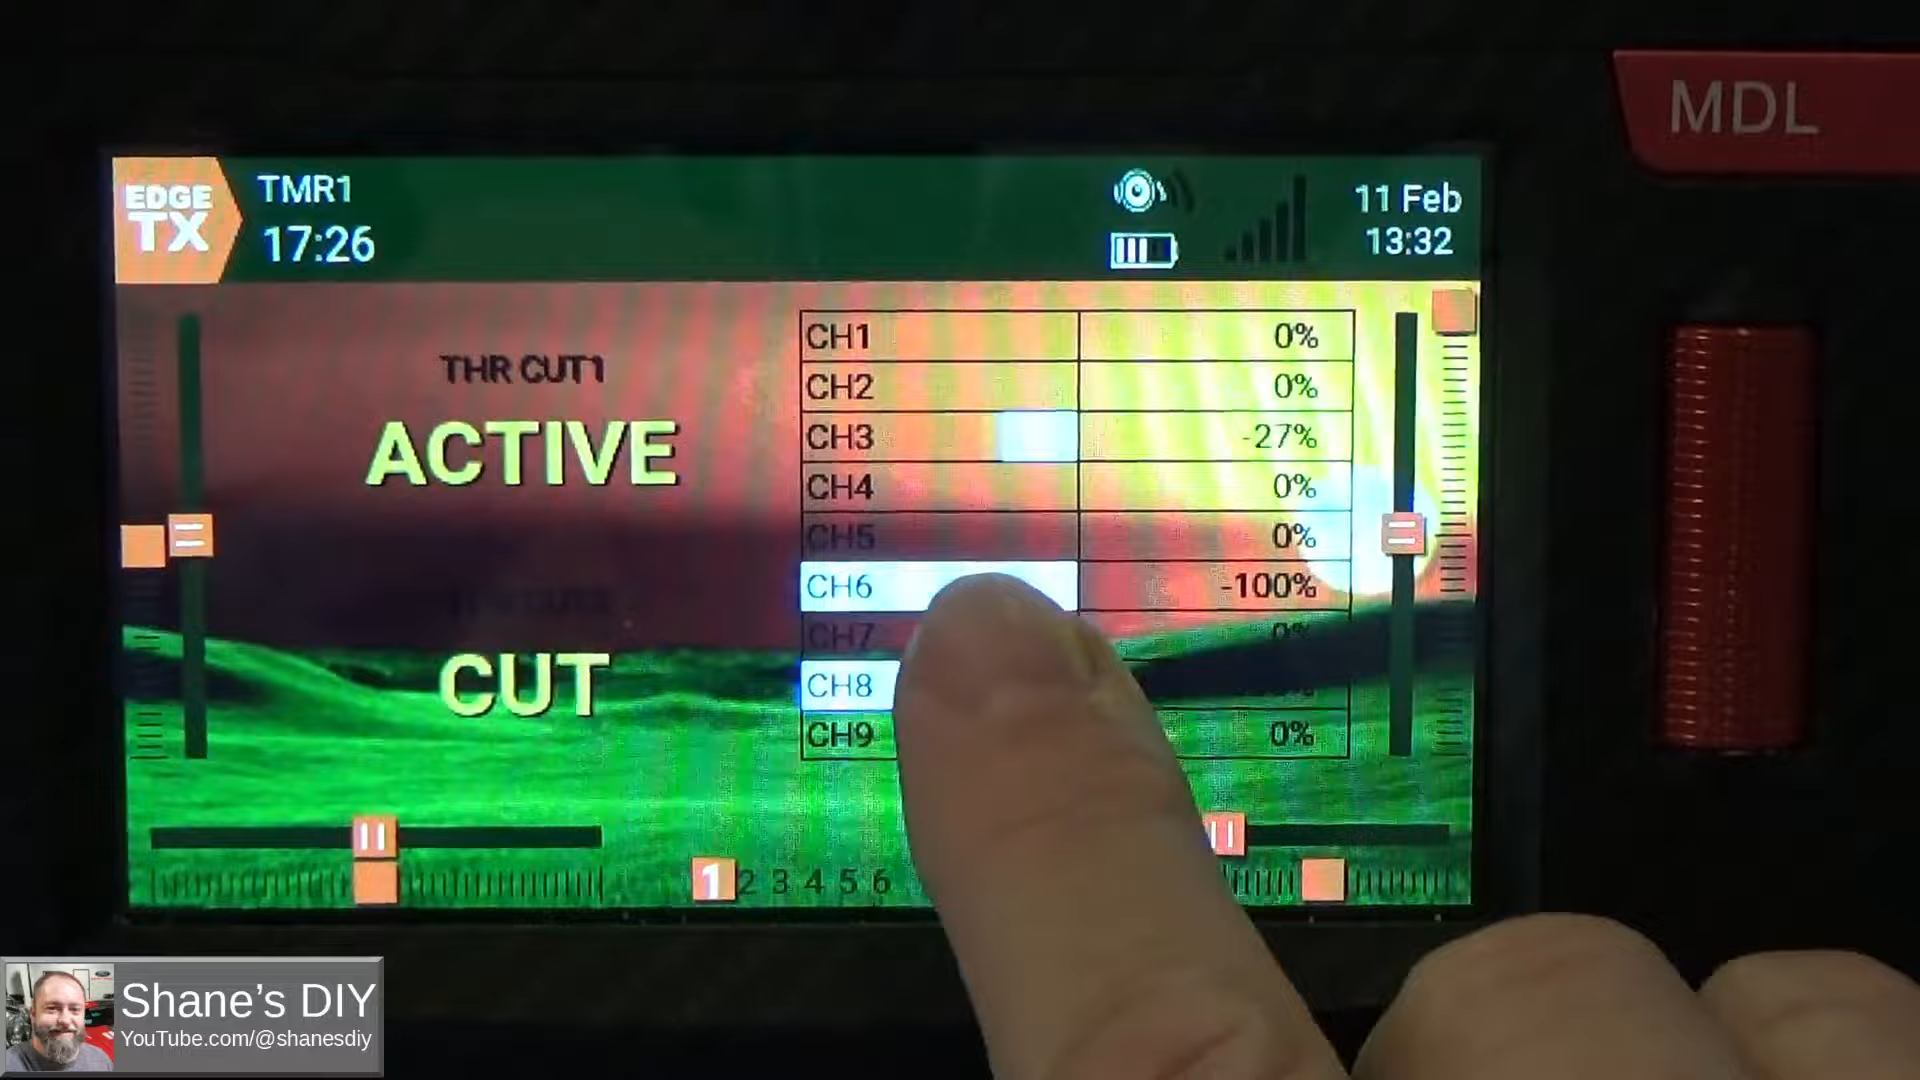 MDL
EDGE
TX
TMR1
17:26
11 Feb
13:32
THR CUT1
ACTIVE
CUT
CH1 0%
CH2 0%
CH3 -27%
CH4 0%
CH5 0%
CH6 -100%
CH7 0%
CH8
CH9 0%
1 2 3 4 5 6
Shane's DIY
YouTube.com/@shanesdiy